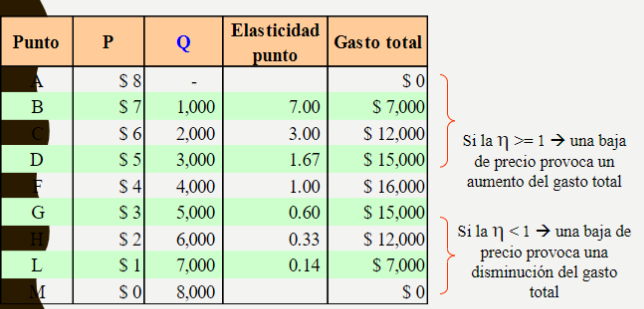 Punto P Q Elasticidad punto Gasto total
A $ 8 - $ 0
B $ 7 1,000 7.00 $ 7,000
C $ 6 2,000 3.00 $ 12,000
D $ 5 3,000 1.67 $ 15,000
F $ 4 4,000 1.00 $ 16,000
G $ 3 5,000 0.60 $ 15,000
H $ 2 6,000 0.33 $ 12,000
L $ 1 7,000 0.14 $ 7,000
M $ 0 8,000 $ 0
Si la η >= 1 → una baja
de precio provoca un
aumento del gasto total
Si la η < 1 → una baja de
precio provoca una
disminución del gasto
total